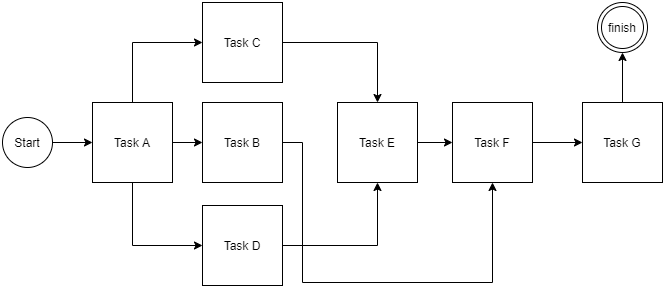 Start
Task A
Task C
Task B
Task D
Task E
Task F
Task G
finish